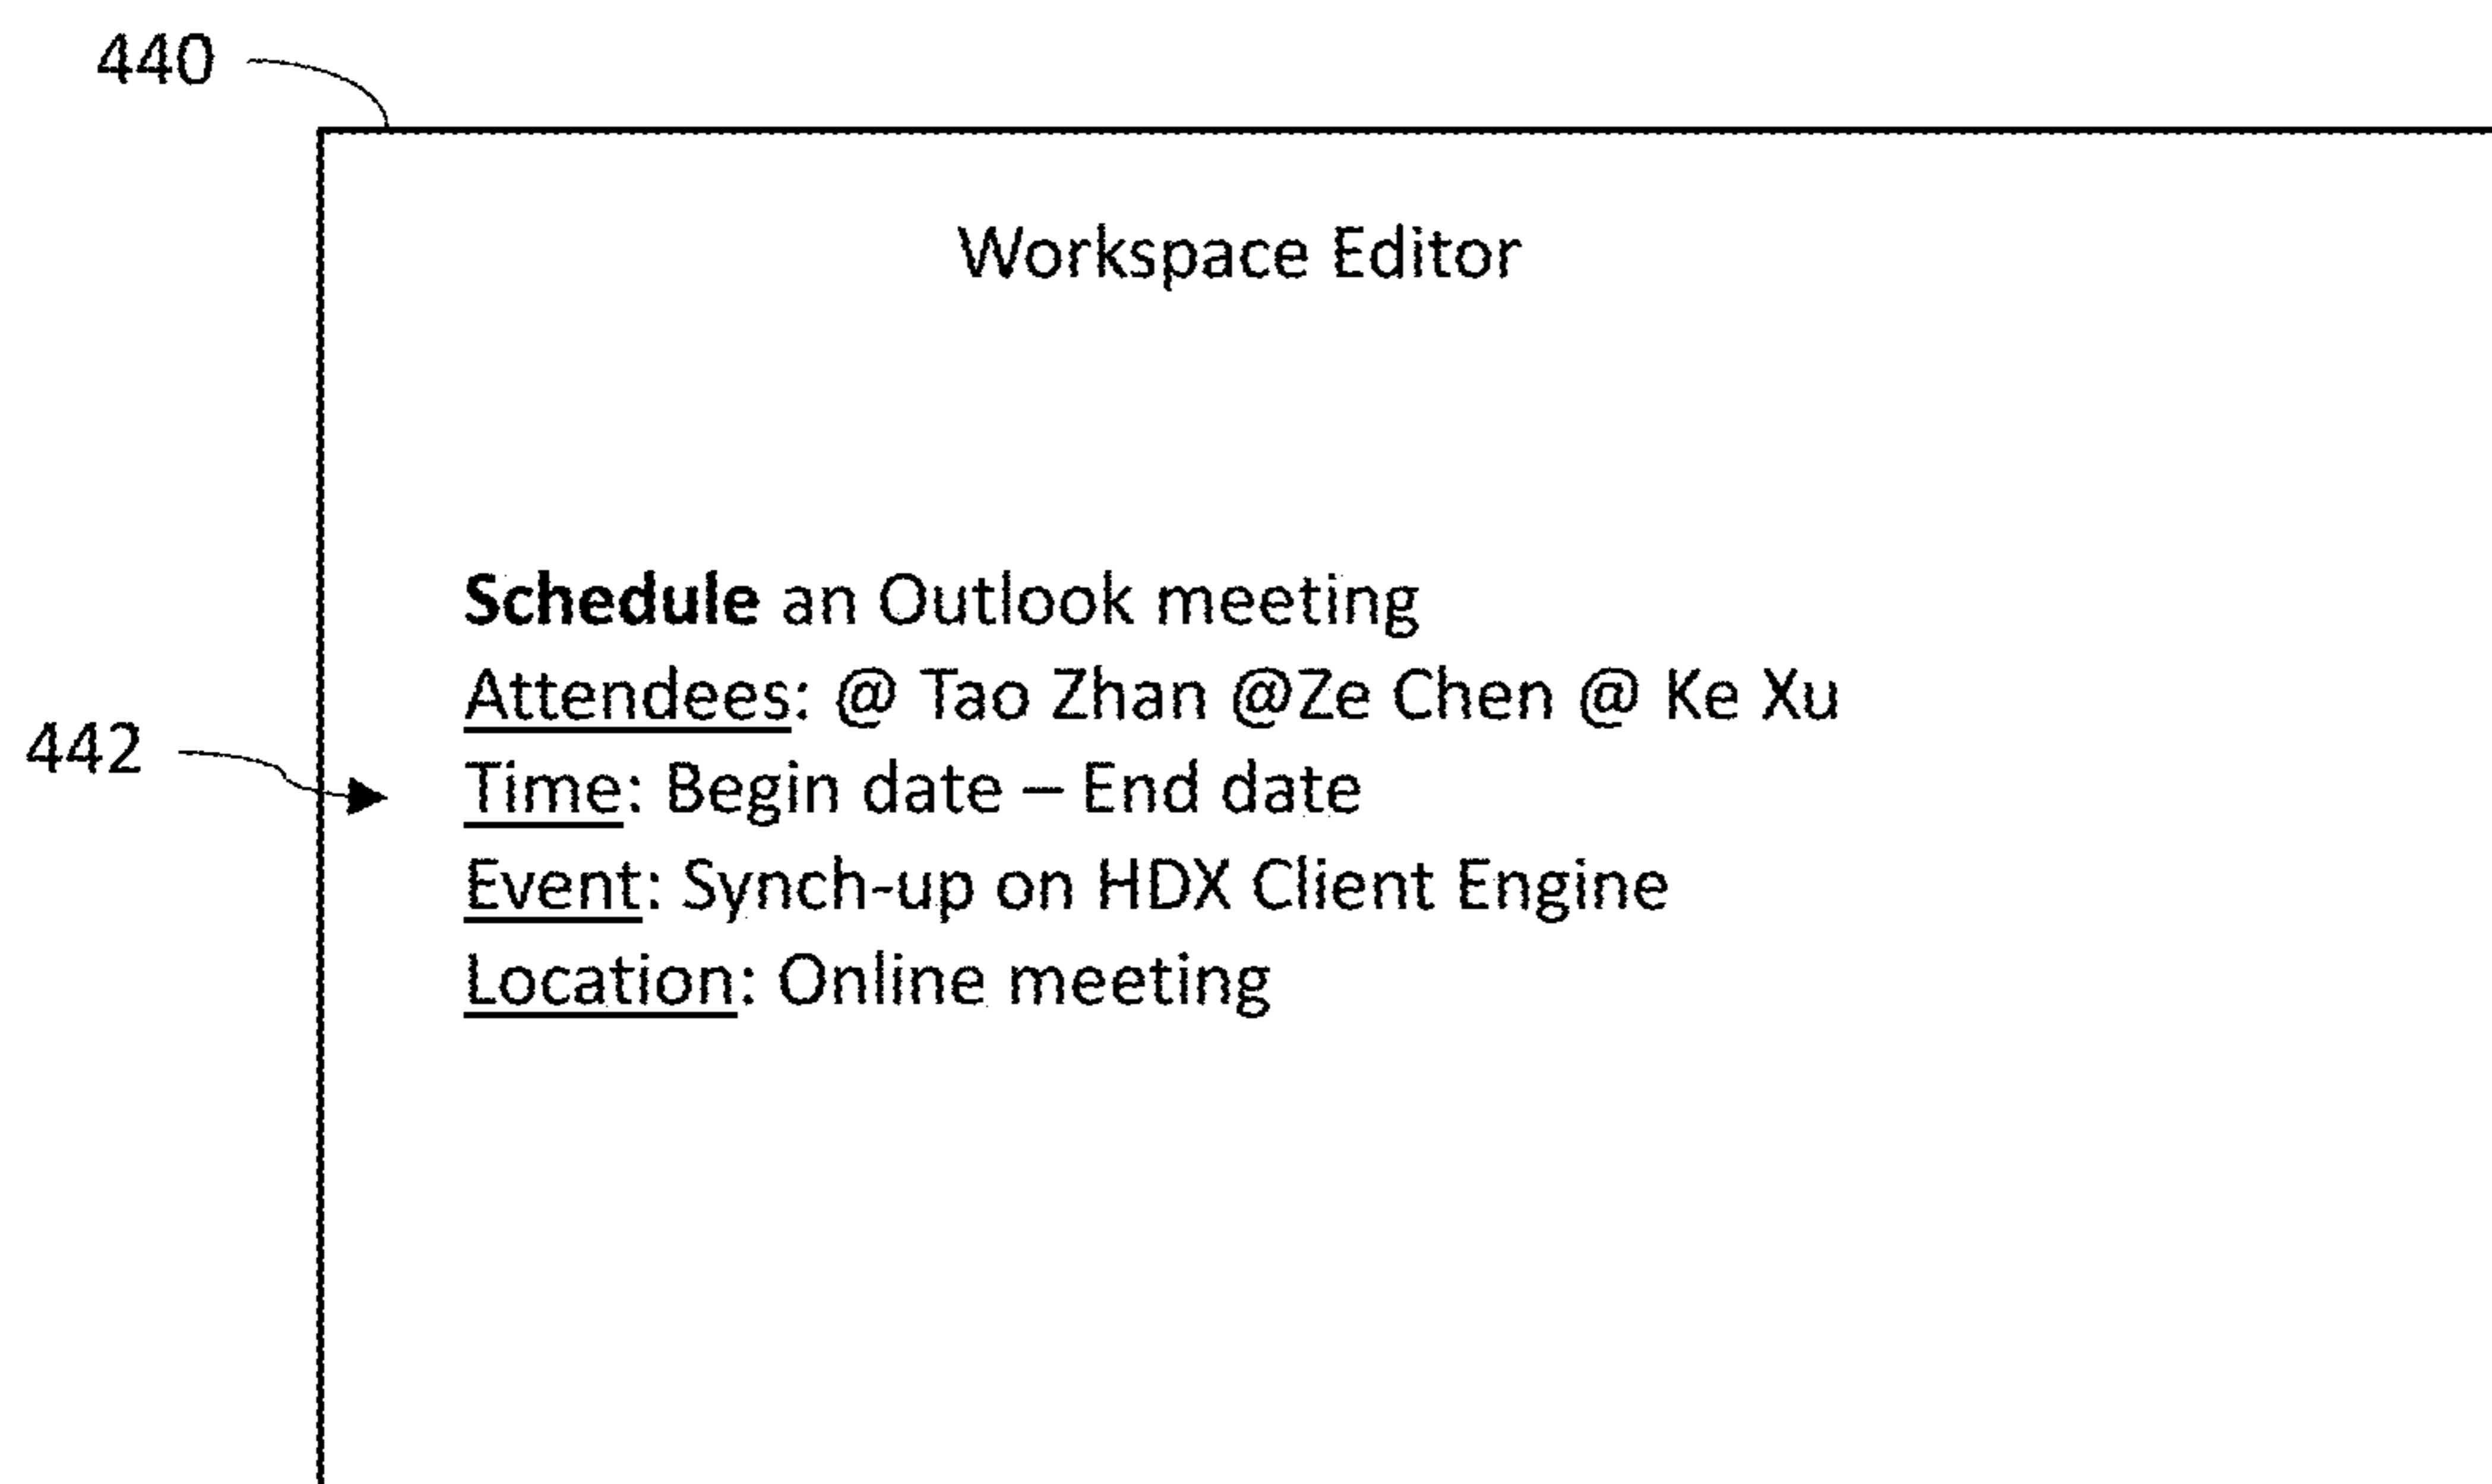 440
Workspace Editor
Schedule an Outlook meeting
Attendees: @ Tao Zhan @Ze Chen @ Ke Xu
442
Time: Begin date – End date
Event: Synch-up on HDX Client Engine
Location: Online meeting